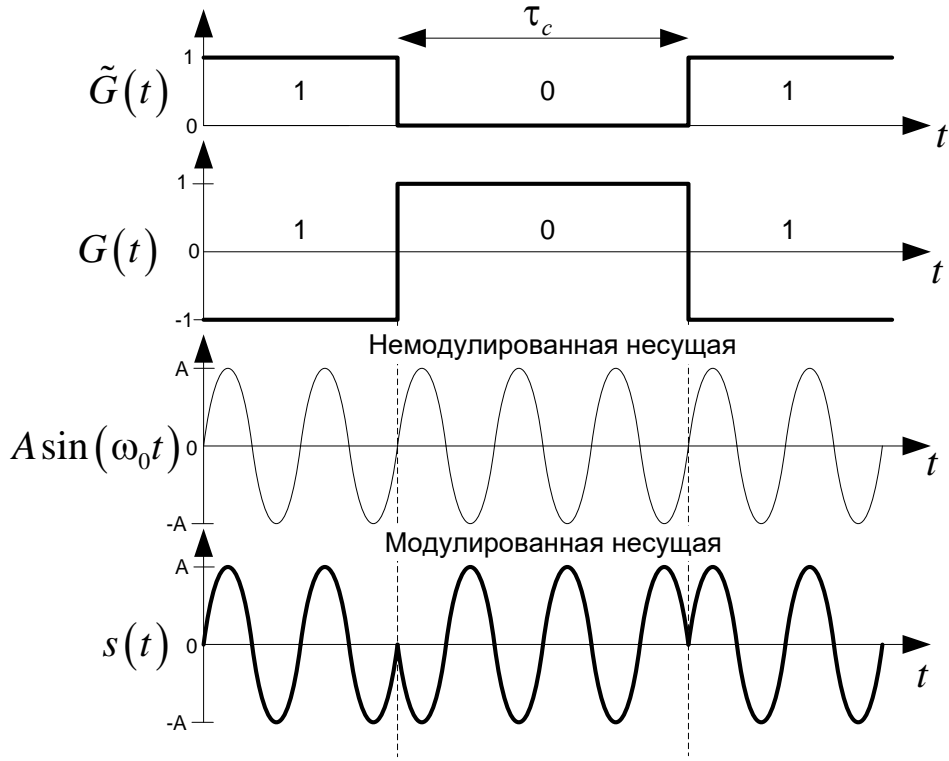 τ_c
1
G̃(t)
1 0 1
0
t
1
1 0 1
G(t)
0
t
-1
Немодулированная несущая
A
A sin(ω₀t)
0
t
-A
Модулированная несущая
A
s(t)
0
t
-A